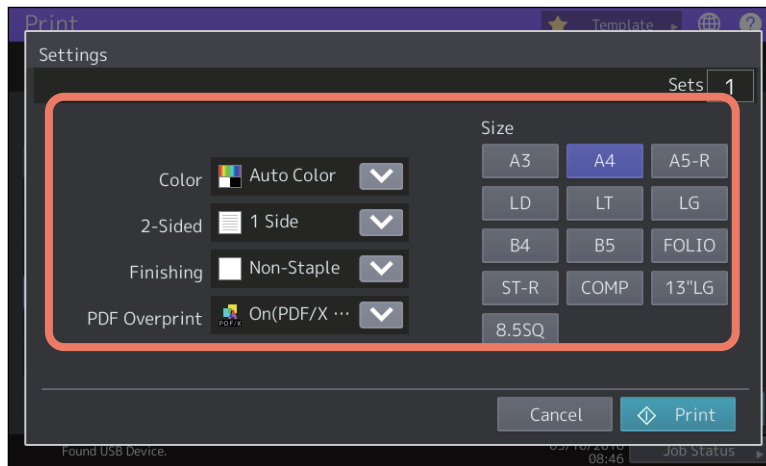 Print
Template
Settings
Sets 1
Size
A3 A4 A5-R
LD LT LG
B4 B5 FOLIO
ST-R COMP 13"LG
8.5SQ
Color Auto Color
2-Sided 1 Side
Finishing Non-Staple
PDF Overprint PDF/X On(PDF/X ...
Cancel Print
Found USB Device.
08:46
Job Status